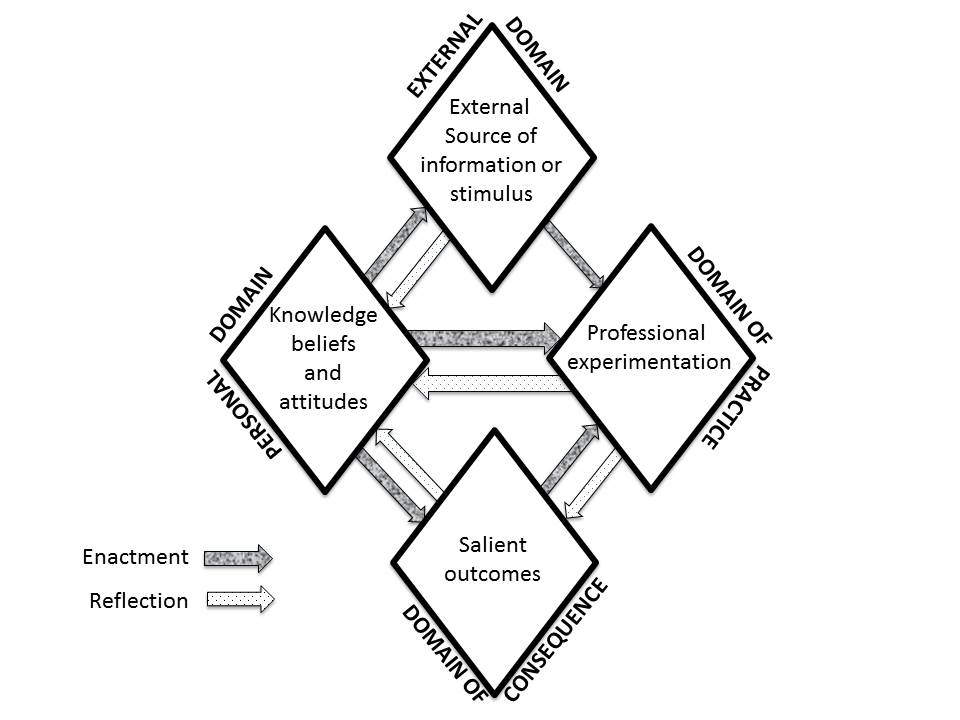 EXTERNAL
DOMAIN
External
Source of
information or
stimulus
PERSONAL
DOMAIN
Knowledge
beliefs
and
attitudes
DOMAIN OF
PRACTICE
Professional
experimentation
Salient
outcomes
DOMAIN OF
CONSEQUENCE
Enactment
Reflection